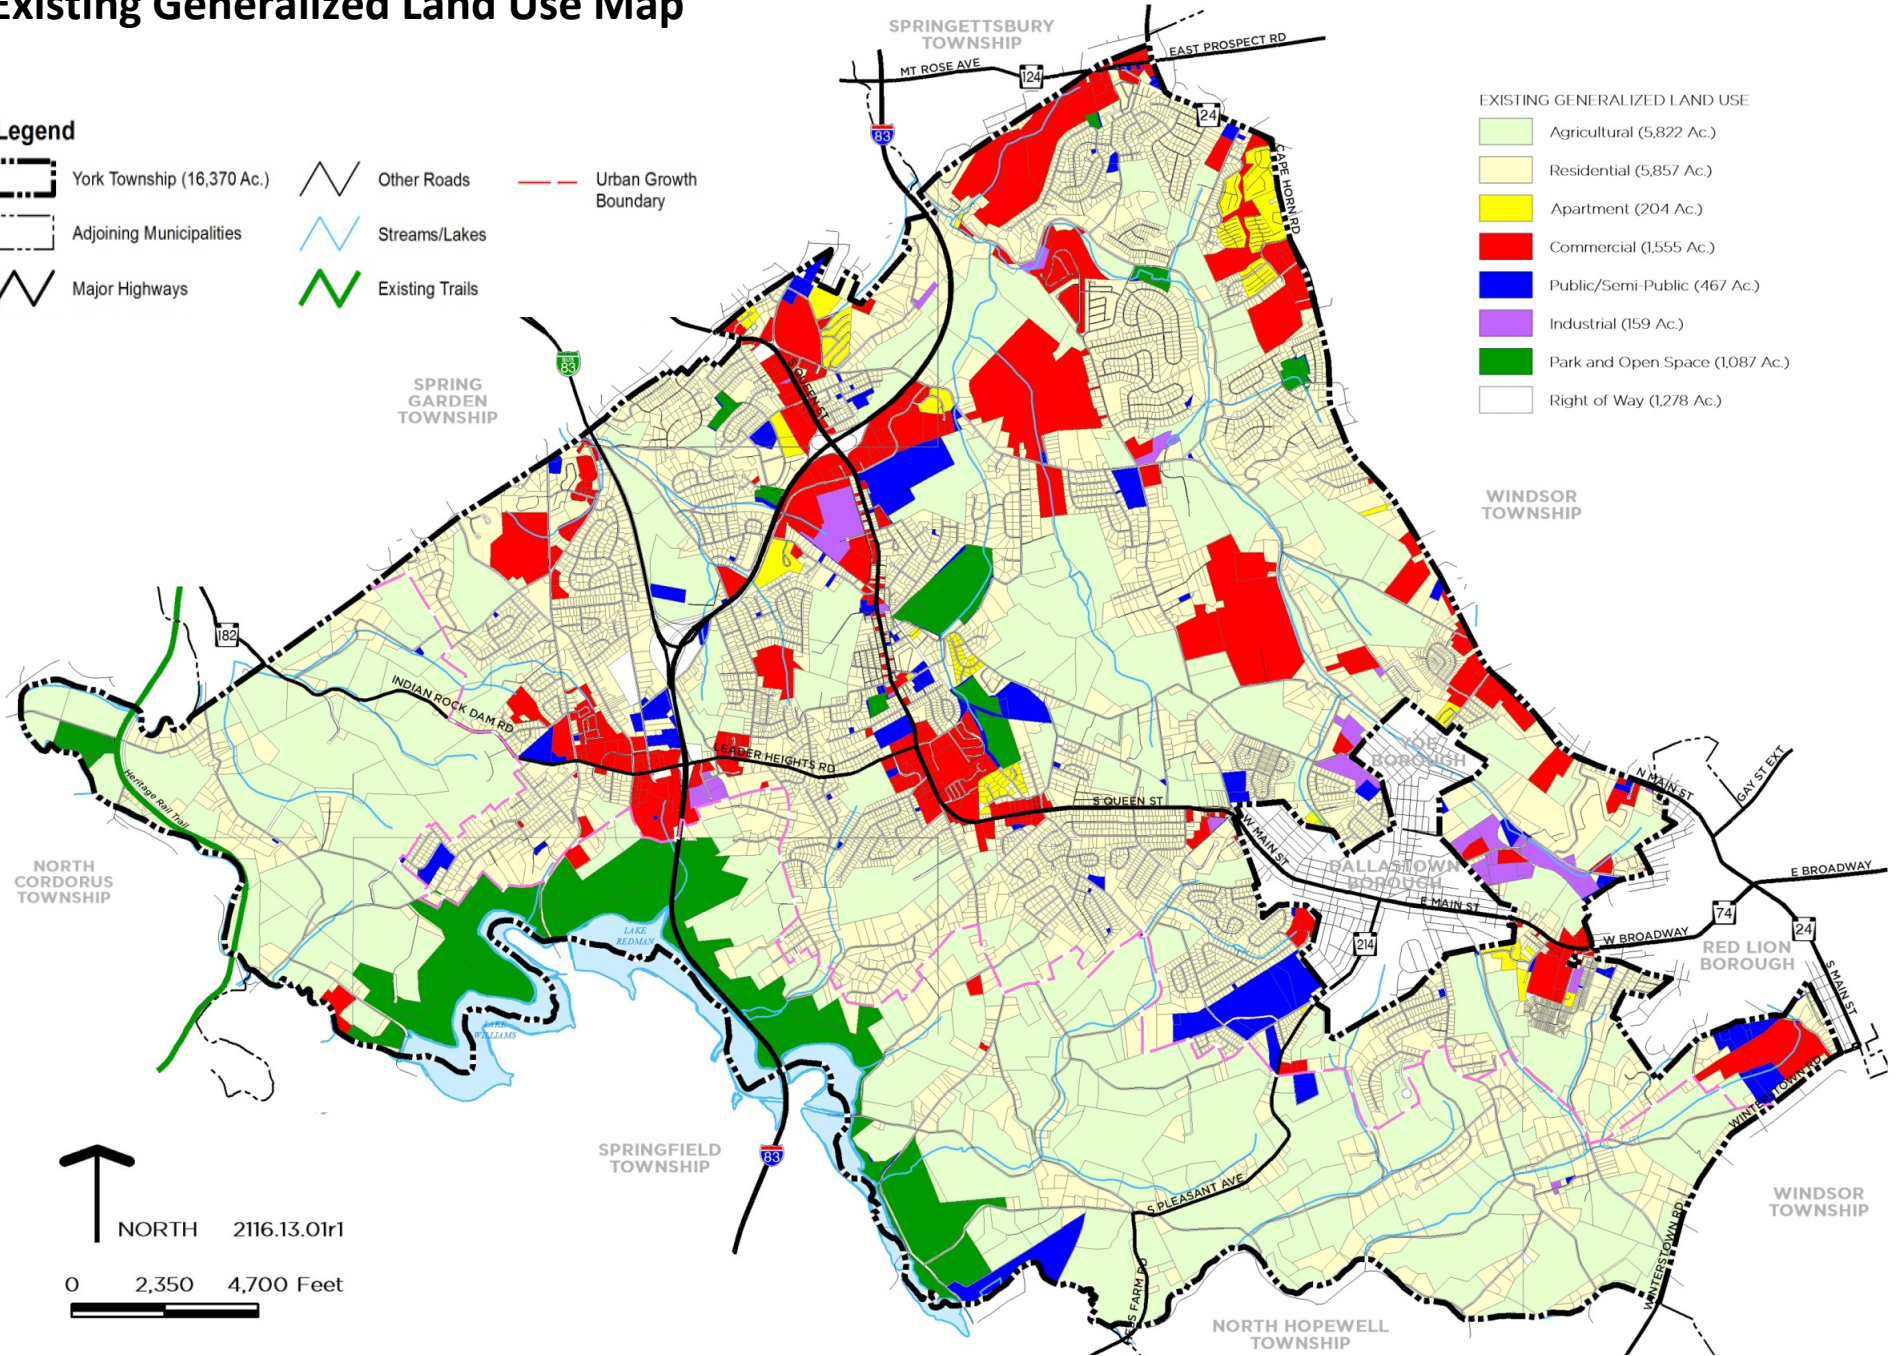 Existing Generalized Land Use Map
Legend
York Township (16,370 Ac.)
Adjoining Municipalities
Major Highways
Other Roads
Streams/Lakes
Existing Trails
Urban Growth
Boundary
EXISTING GENERALIZED LAND USE
Agricultural (5,822 Ac.)
Residential (5,857 Ac.)
Apartment (204 Ac.)
Commercial (1,555 Ac.)
Public/Semi-Public (467 Ac.)
Industrial (159 Ac.)
Park and Open Space (1,087 Ac.)
Right of Way (1,278 Ac.)
SPRINGETTSBURY
TOWNSHIP
MT ROSE AVE
124
EAST PROSPECT RD
24
83
CAPE HORN RD
BUS
83
SPRING
GARDEN
TOWNSHIP
S QUEEN ST
WINDSOR
TOWNSHIP
182
INDIAN ROCK DAM RD
LEADER HEIGHTS RD
Heritage Rail Trail
YOE
BOROUGH
N MAIN ST
GAY ST EXT
S QUEEN ST
W MAIN ST
DALLASTOWN
BOROUGH
E MAIN ST
E BROADWAY
74
24
W BROADWAY
214
RED LION
BOROUGH
S MAIN ST
NORTH
CORDORUS
TOWNSHIP
LAKE
REDMAN
LAKE
WILLIAMS
WINTERSTOWN RD
SPRINGFIELD
TOWNSHIP
83
S PLEASANT AVE
WINDSOR
TOWNSHIP
WINTERSTOWN RD
NORTH HOPEWELL
TOWNSHIP
NORTH 2116.13.01r1
0 2,350 4,700 Feet